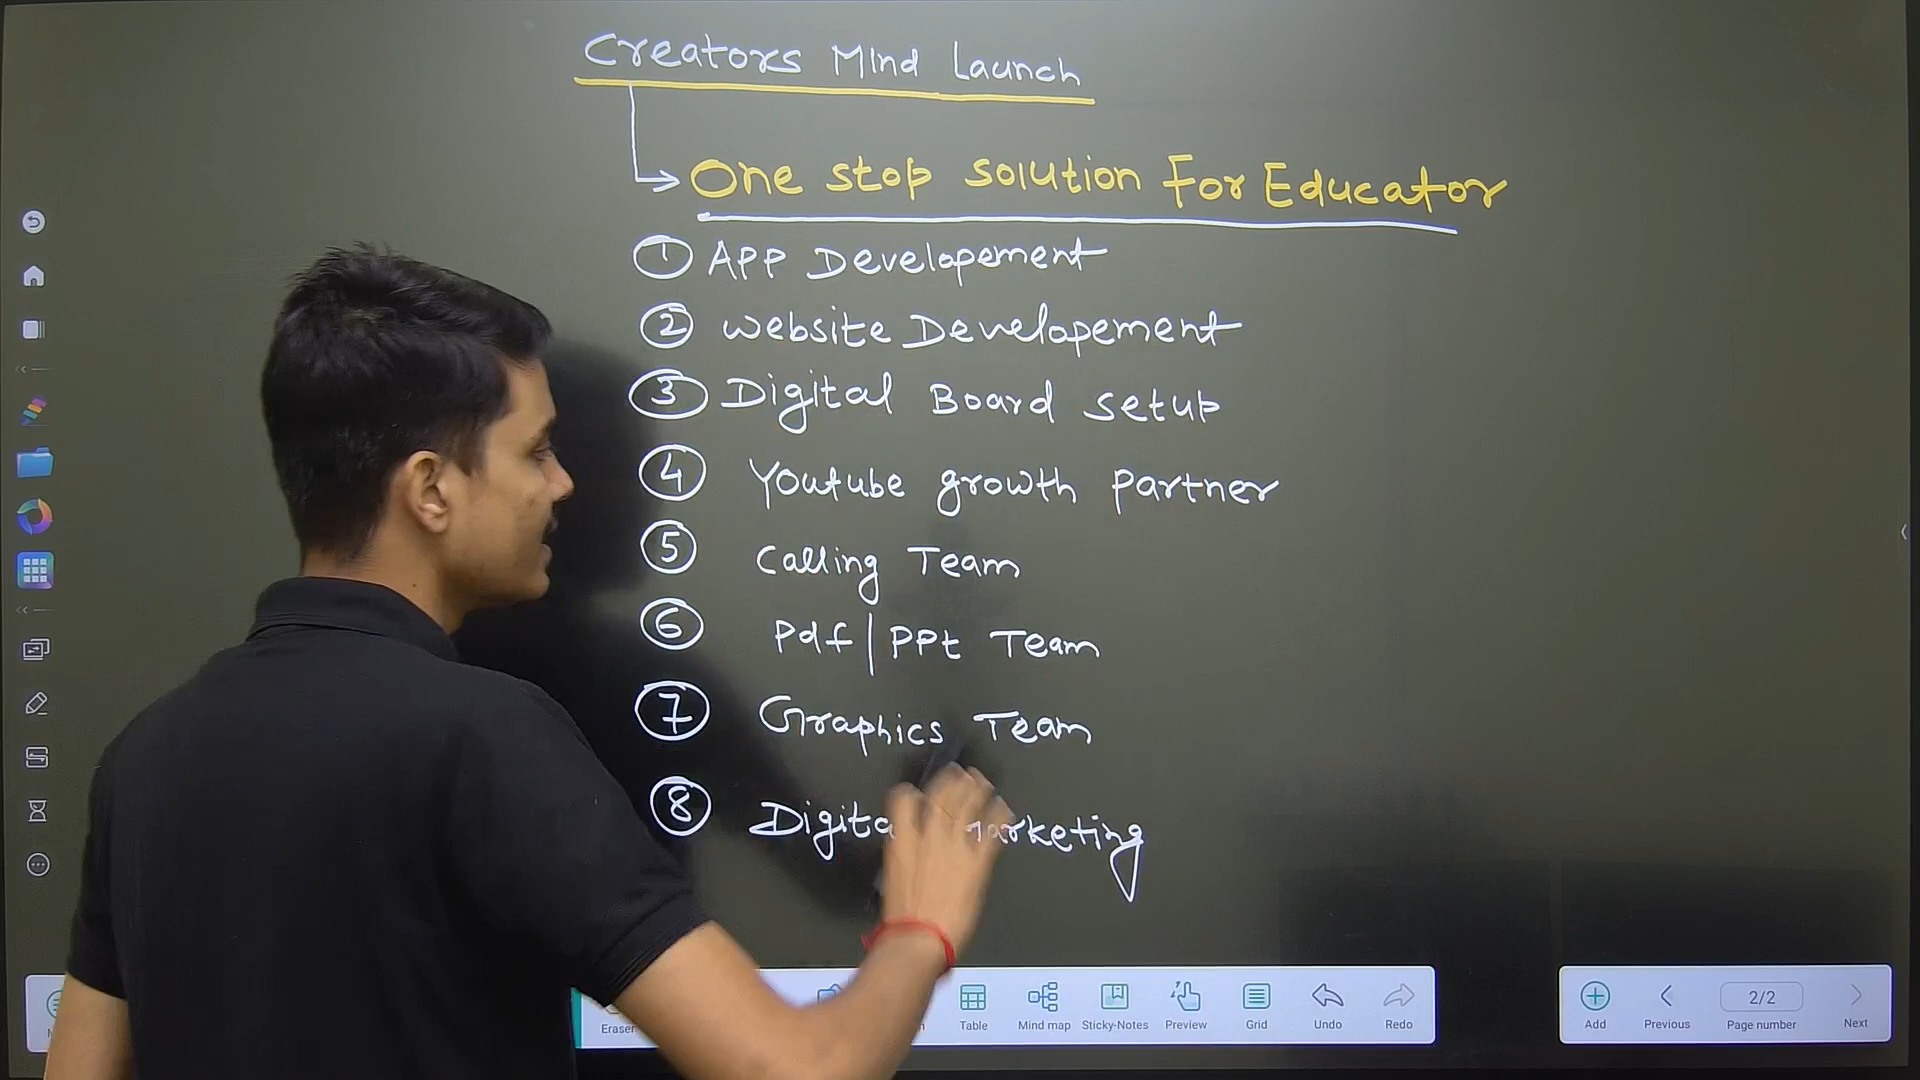 Creators Mind Launch
One stop solution For Educator
1 App Developement
2 Website Developement
3 Digital Board setup
4 Youtube growth partner
5 Calling Team
6 Pdf | PPt Team
7 Graphics Team
8 Digital Marketing
Eraser Table Mind map Sticky-Notes Preview Grid Undo Redo
Add Previous 2/2 Page number Next